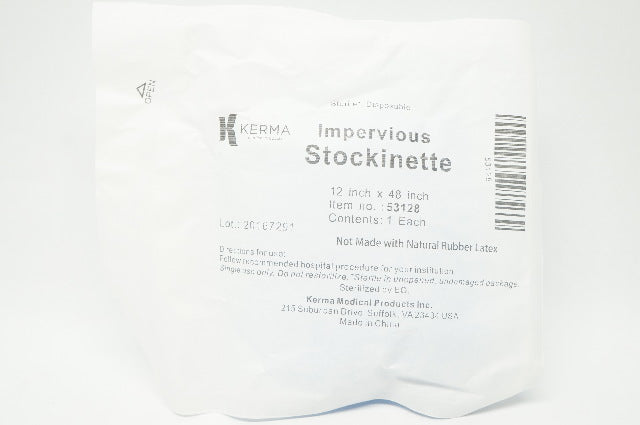 OPEN
Sterile*, Disposable
KERMA
Impervious
Stockinette
12 inch x 48 inch
Item no. : 53128
Contents: 1 Each
Lot.: 20167291
Not Made with Natural Rubber Latex
Directions for use:
Follow recommended hospital procedure for your institution
Single use only. Do not resterilize. *Sterile in unopened, undamaged package.
Sterilized by EO.
Kerma Medical Products Inc.
215 Suburban Drive, Suffolk, VA 23434 USA
Made in China